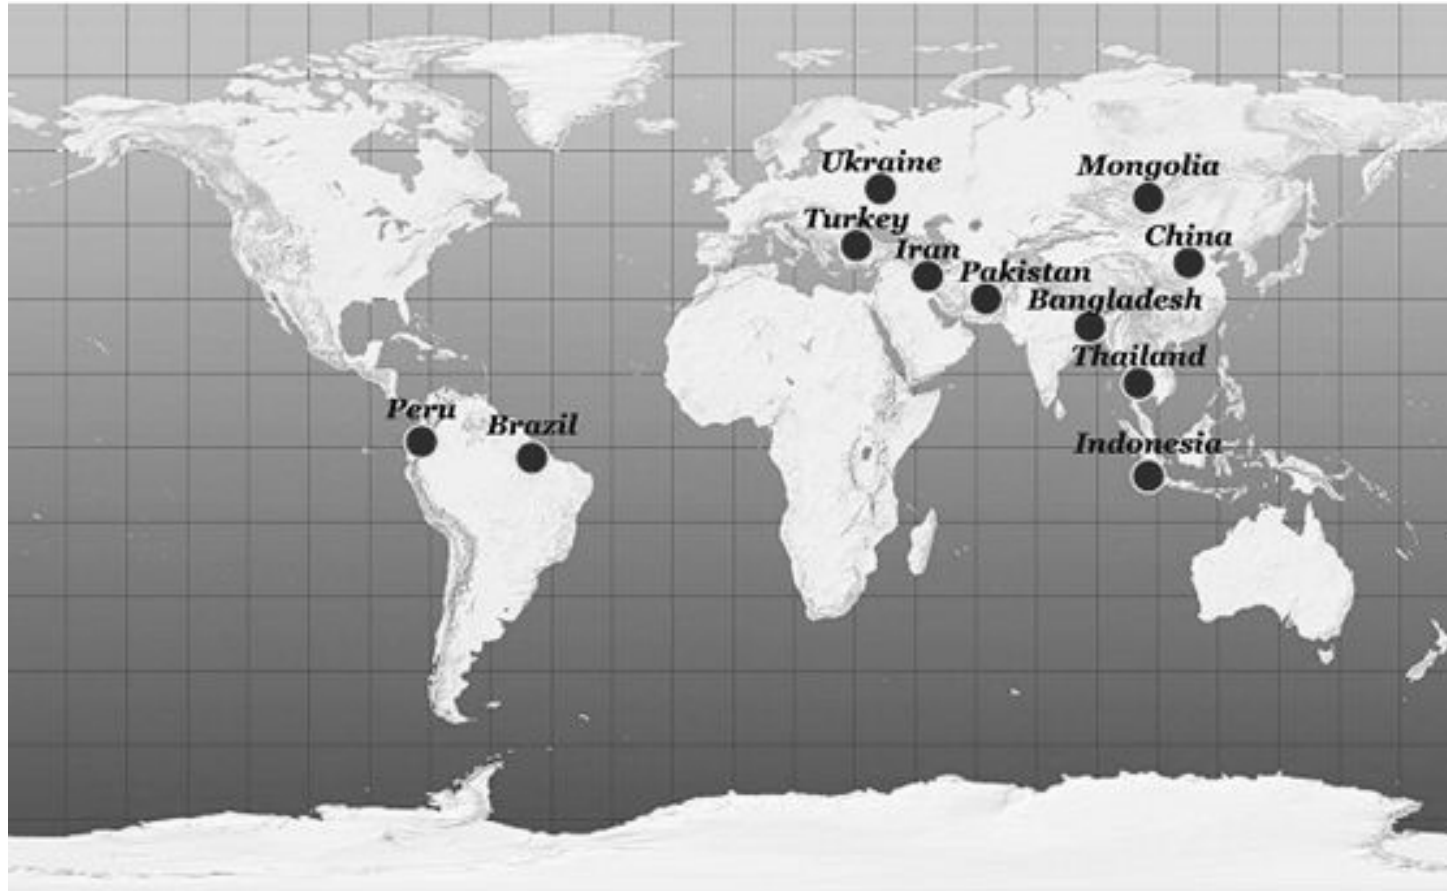 Ukraine
Mongolia
Turkey
China
Iran
Pakistan
Bangladesh
Thailand
Peru
Brazil
Indonesia